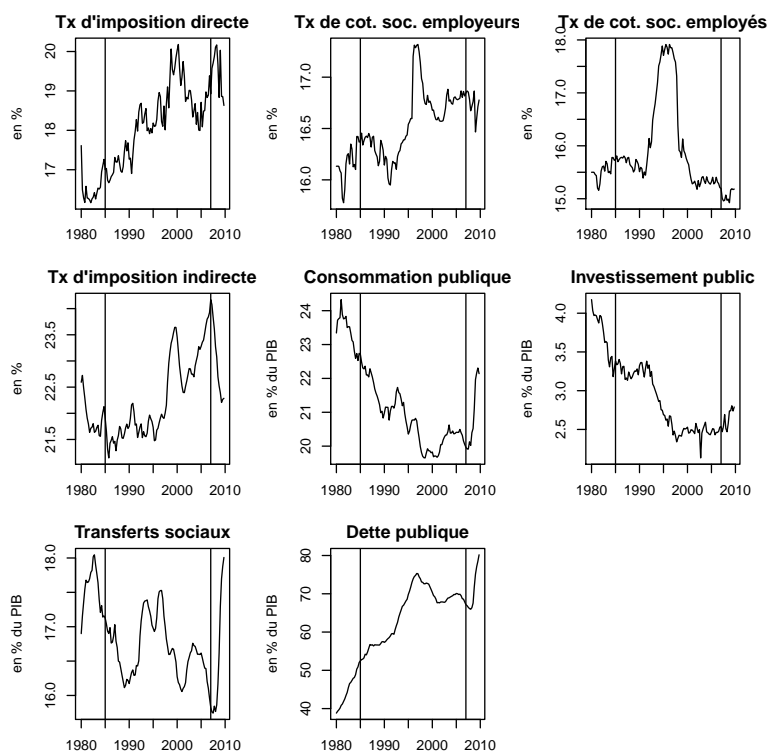 Tx d'imposition directe
en %
17 18 19 20
1980 1990 2000 2010
Tx de cot. soc. employeurs
en %
16.0 16.5 17.0
1980 1990 2000 2010
Tx de cot. soc. employés
en %
15.0 16.0 17.0 18.0
1980 1990 2000 2010
Tx d'imposition indirecte
en %
21.5 22.5 23.5
1980 1990 2000 2010
Consommation publique
en % du PIB
20 21 22 23 24
1980 1990 2000 2010
Investissement public
en % du PIB
2.5 3.0 3.5 4.0
1980 1990 2000 2010
Transferts sociaux
en % du PIB
16.0 17.0 18.0
1980 1990 2000 2010
Dette publique
en % du PIB
40 50 60 70 80
1980 1990 2000 2010